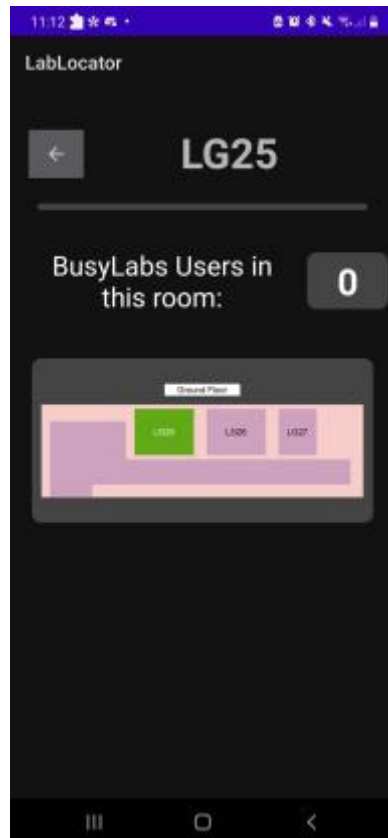 11:12
LabLocator
LG25
BusyLabs Users in
this room:
0
Ground Floor
LG25
LG26
LG27